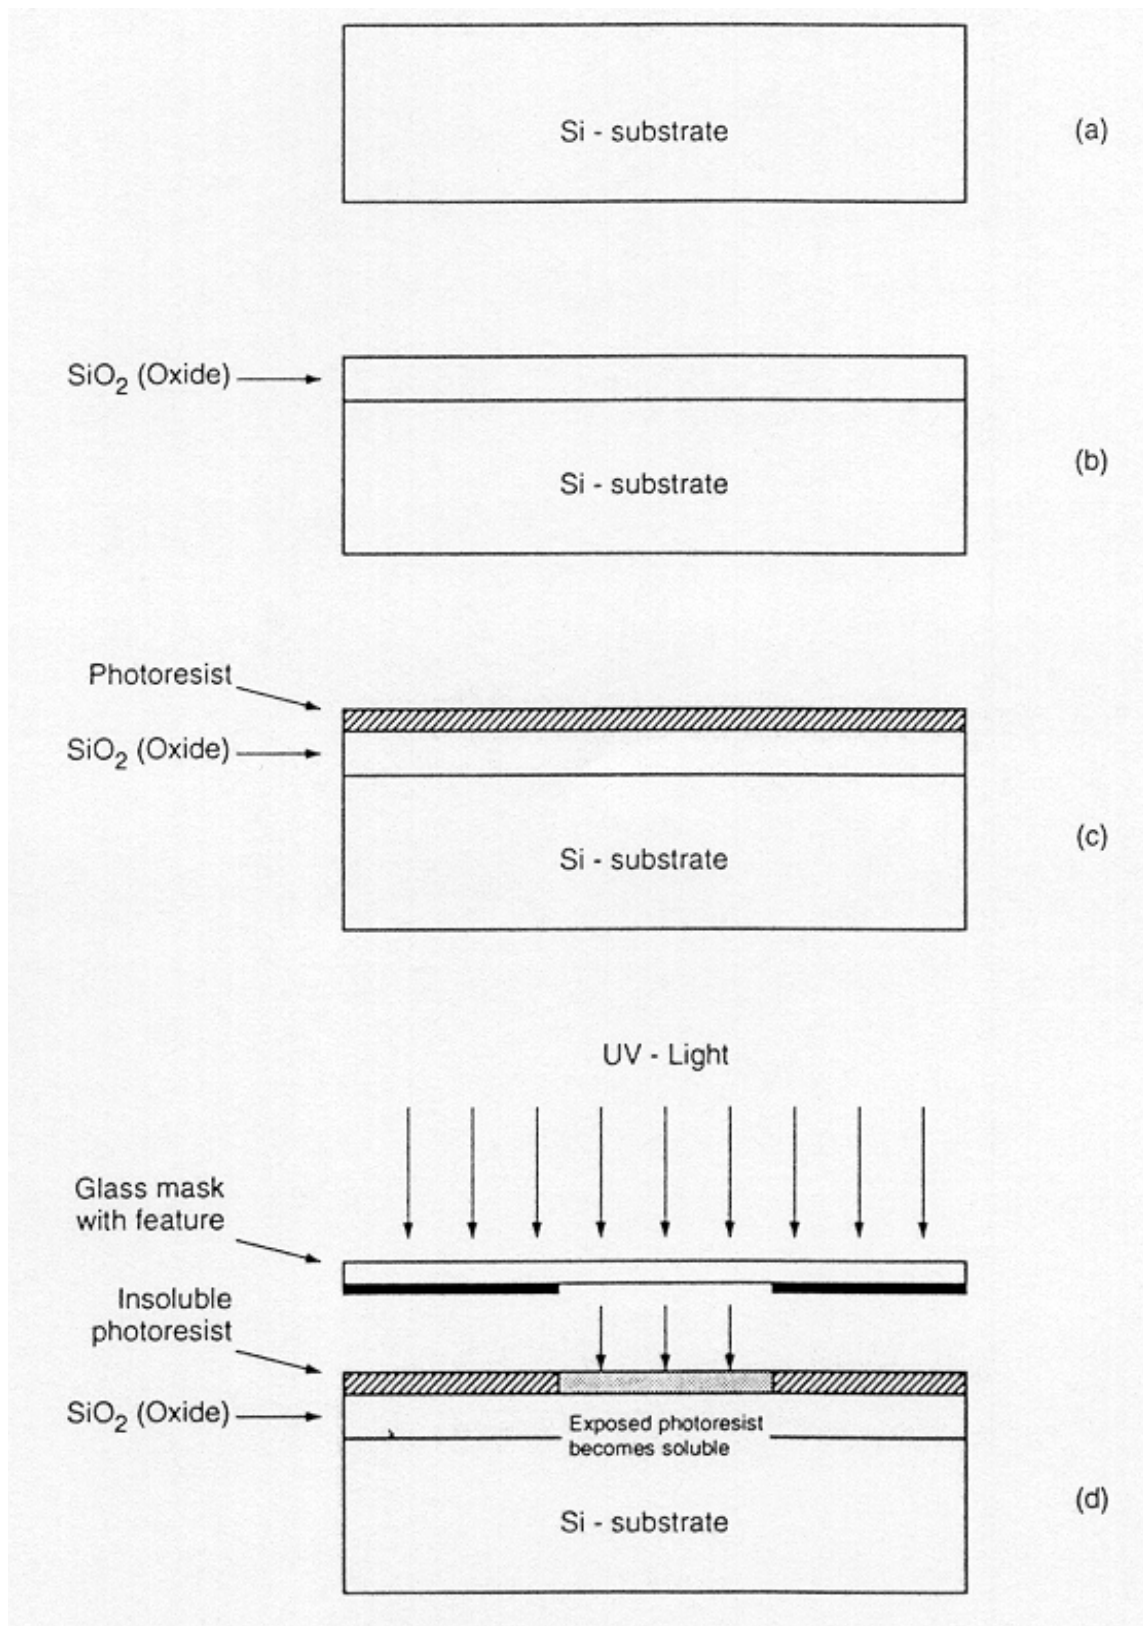 Si - substrate
(a)
SiO₂ (Oxide)
Si - substrate
(b)
Photoresist
SiO₂ (Oxide)
Si - substrate
(c)
UV - Light
Glass mask
with feature
Insoluble
photoresist
SiO₂ (Oxide)
Exposed photoresist
becomes soluble
Si - substrate
(d)